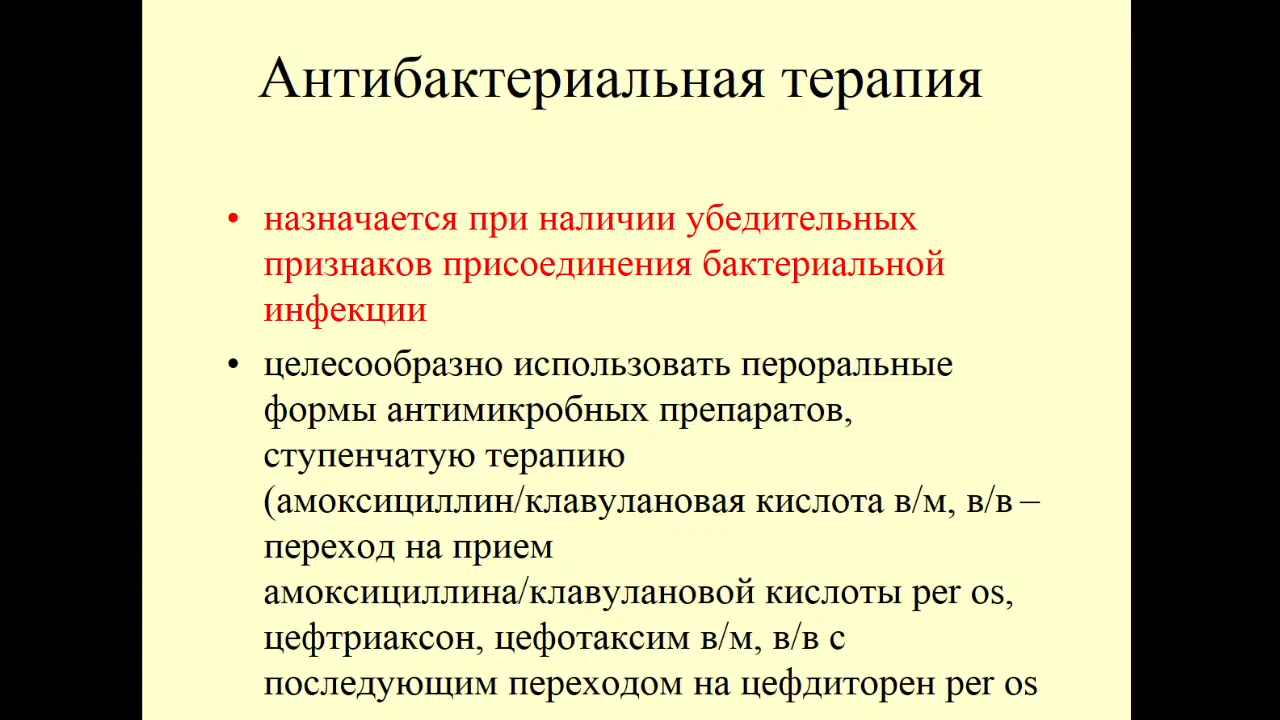 Антибактериальная терапия
• назначается при наличии убедительных
признаков присоединения бактериальной
инфекции
• целесообразно использовать пероральные
формы антимикробных препаратов,
ступенчатую терапию
(амоксициллин/клавулановая кислота в/м, в/в –
переход на прием
амоксициллина/клавулановой кислоты per os,
цефтриаксон, цефотаксим в/м, в/в с
последующим переходом на цефдиторен per os